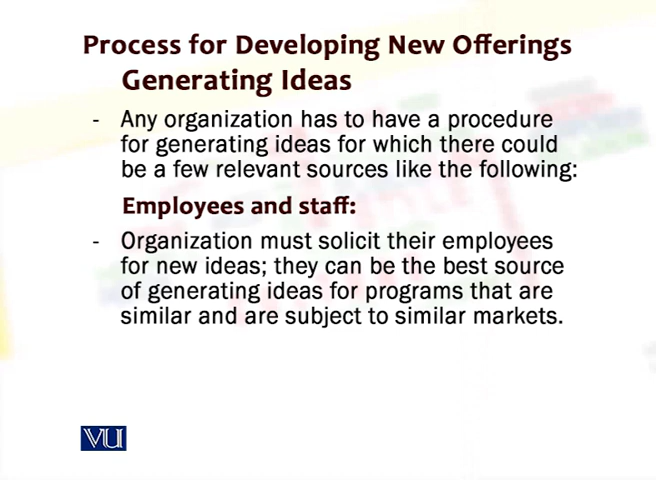 Process for Developing New Offerings
Generating Ideas
- Any organization has to have a procedure
for generating ideas for which there could
be a few relevant sources like the following:
Employees and staff:
- Organization must solicit their employees
for new ideas; they can be the best source
of generating ideas for programs that are
similar and are subject to similar markets.
VU